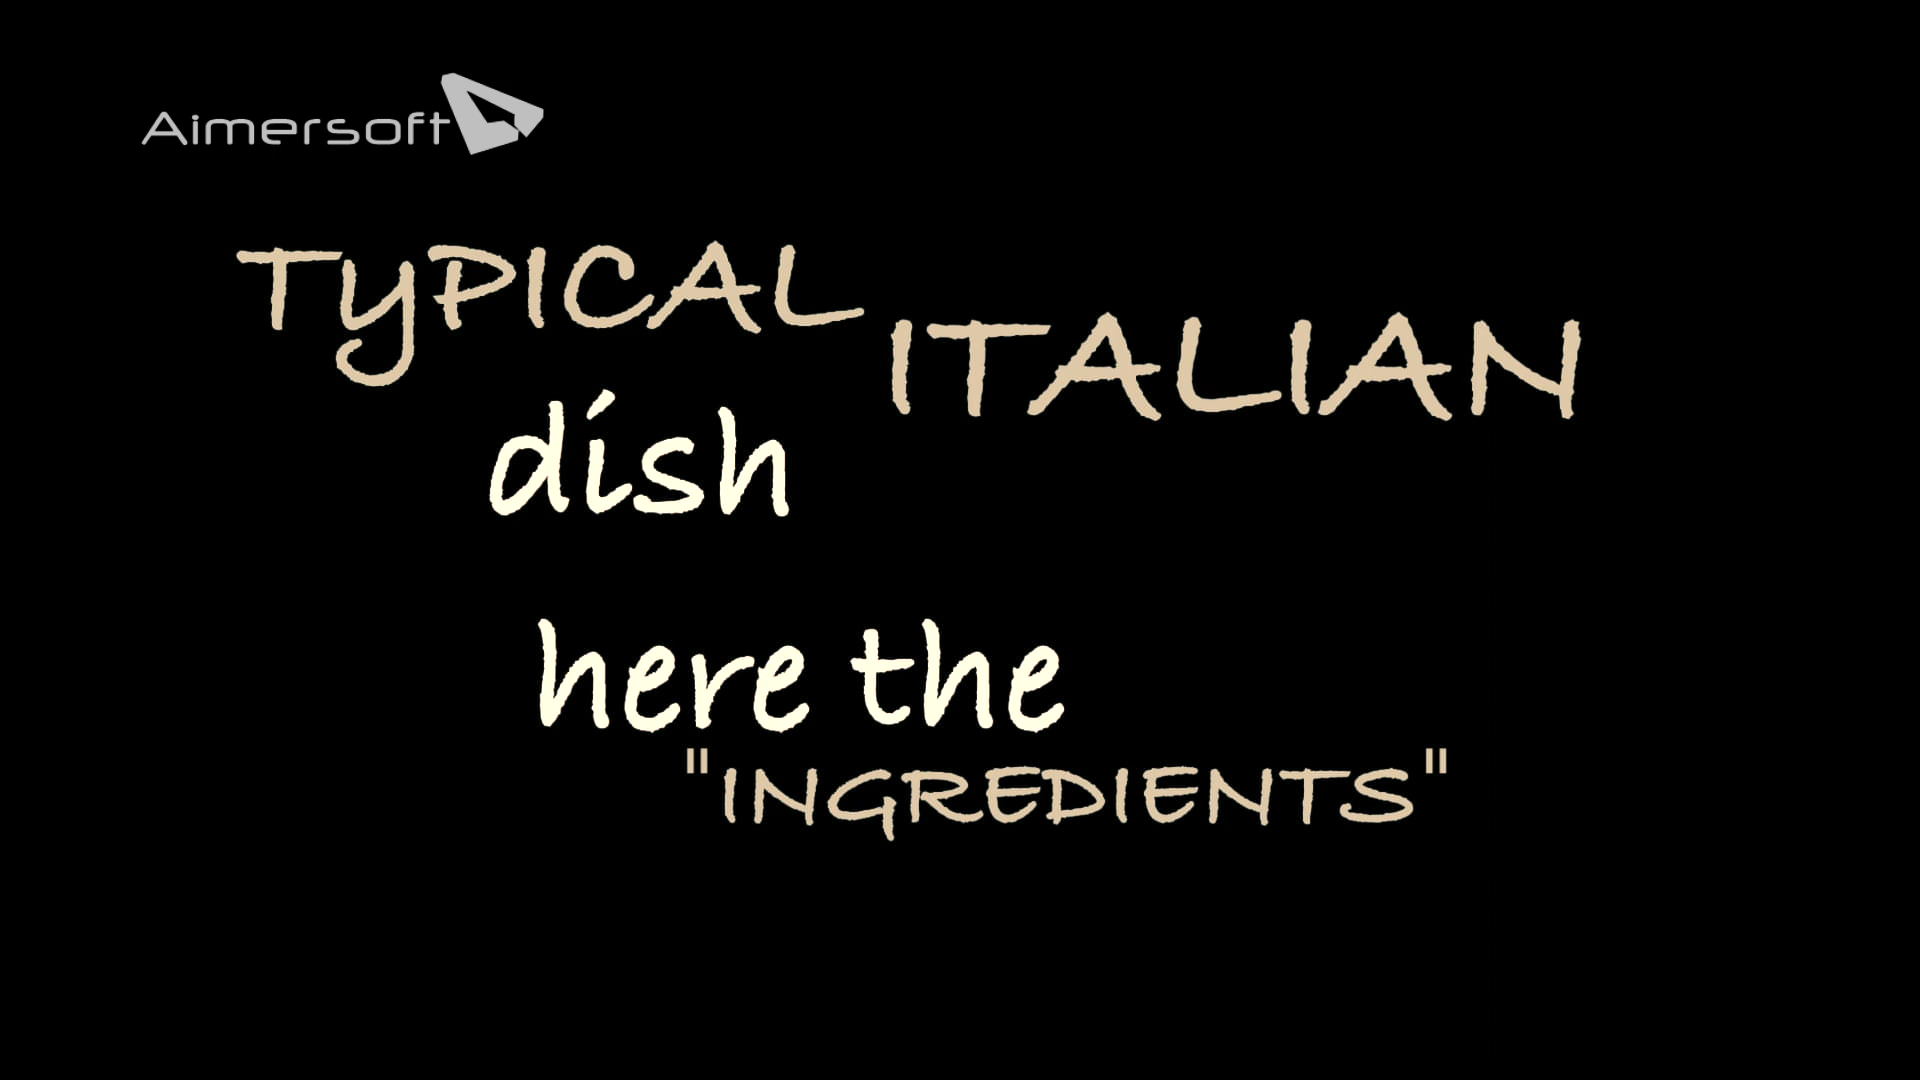 Aimersoft
TyPICAL ITALIAN
dish
here the
"INGREDIENTS"